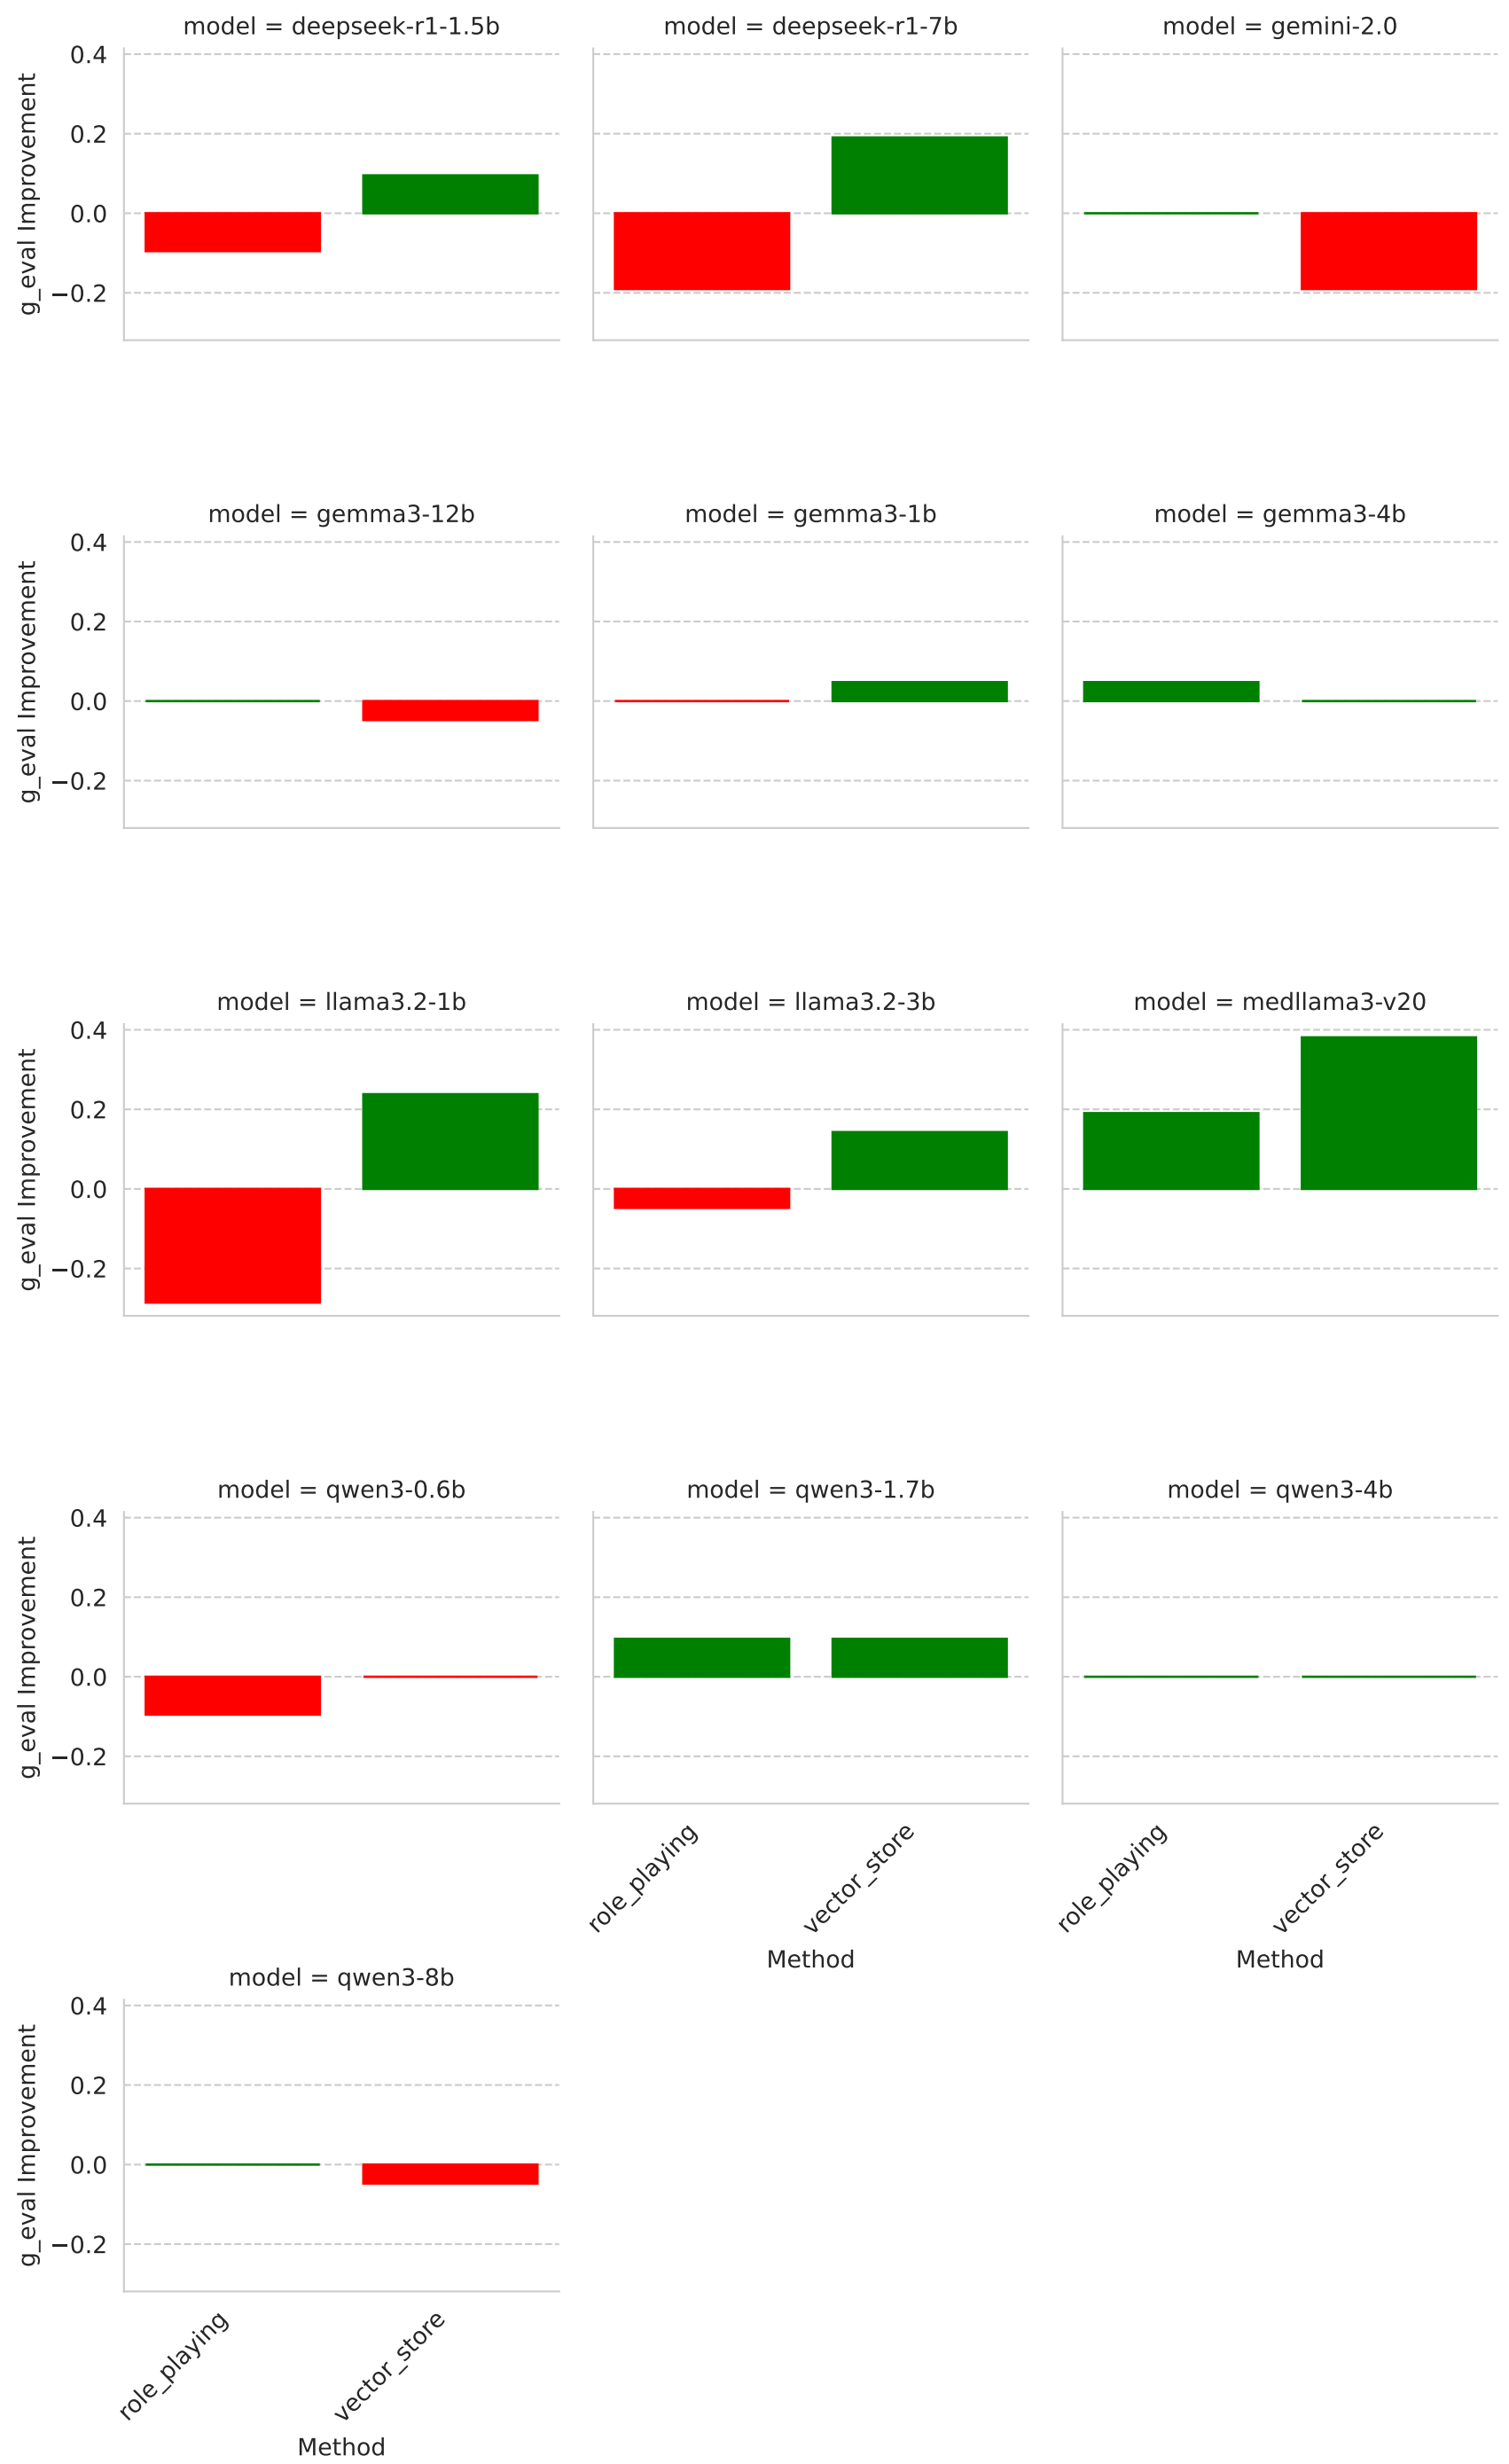 model = deepseek-r1-1.5b
model = deepseek-r1-7b
model = gemini-2.0
0.4
0.2
0.0
−0.2
g_eval Improvement
model = gemma3-12b
model = gemma3-1b
model = gemma3-4b
0.4
0.2
0.0
−0.2
g_eval Improvement
model = llama3.2-1b
model = llama3.2-3b
model = medllama3-v20
0.4
0.2
0.0
−0.2
g_eval Improvement
model = qwen3-0.6b
model = qwen3-1.7b
model = qwen3-4b
0.4
0.2
0.0
−0.2
g_eval Improvement
role_playing
vector_store
role_playing
vector_store
Method
Method
model = qwen3-8b
0.4
0.2
0.0
−0.2
g_eval Improvement
role_playing
vector_store
Method